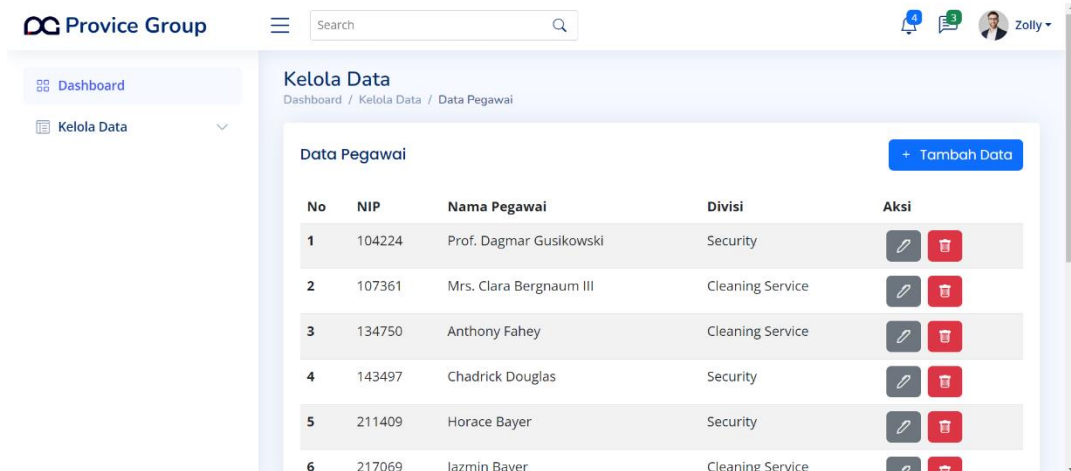 Provice Group
Search
4
3
Zolly
Dashboard
Kelola Data
Kelola Data
Dashboard / Kelola Data / Data Pegawai
Data Pegawai
+ Tambah Data
No NIP Nama Pegawai Divisi Aksi
1 104224 Prof. Dagmar Gusikowski Security
2 107361 Mrs. Clara Bergnaum III Cleaning Service
3 134750 Anthony Fahey Cleaning Service
4 143497 Chadrick Douglas Security
5 211409 Horace Bayer Security
6 217069 Jazmin Bayer Cleaning Service